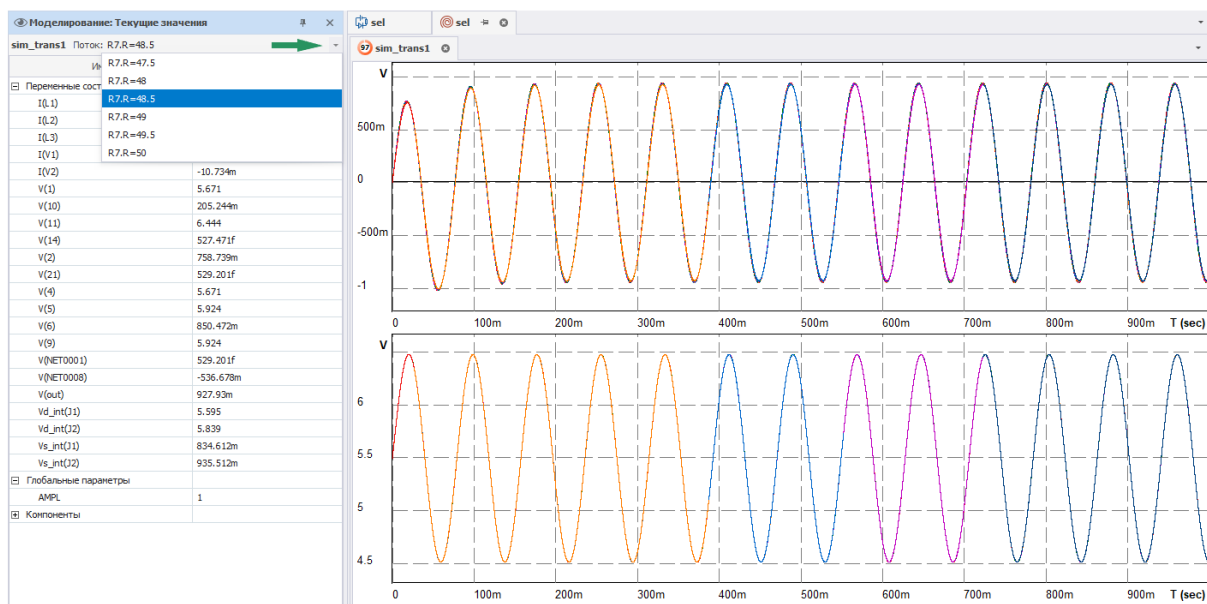 Моделирование: Текущие значения
sim_trans1 Поток: R7.R=48.5
R7.R=47.5
R7.R=48
R7.R=48.5
R7.R=49
R7.R=49.5
R7.R=50
Переменные сост
I(L1)
I(L2)
I(L3)
I(V1)
I(V2) -10.734m
V(1) 5.671
V(10) 205.244m
V(11) 6.444
V(14) 527.471f
V(2) 758.739m
V(21) 529.201f
V(4) 5.671
V(5) 5.924
V(6) 850.472m
V(9) 5.924
V(NET0001) 529.201f
V(NET0008) -536.678m
V(out) 927.93m
Vd_int(J1) 5.595
Vd_int(J2) 5.839
Vs_int(J1) 834.612m
Vs_int(J2) 935.512m
Глобальные параметры
AMPL 1
Компоненты
sel sel
97 sim_trans1
V
500m
0
-500m
-1
0 100m 200m 300m 400m 500m 600m 700m 800m 900m T (sec)
V
6
5.5
5
4.5
0 100m 200m 300m 400m 500m 600m 700m 800m 900m T (sec)